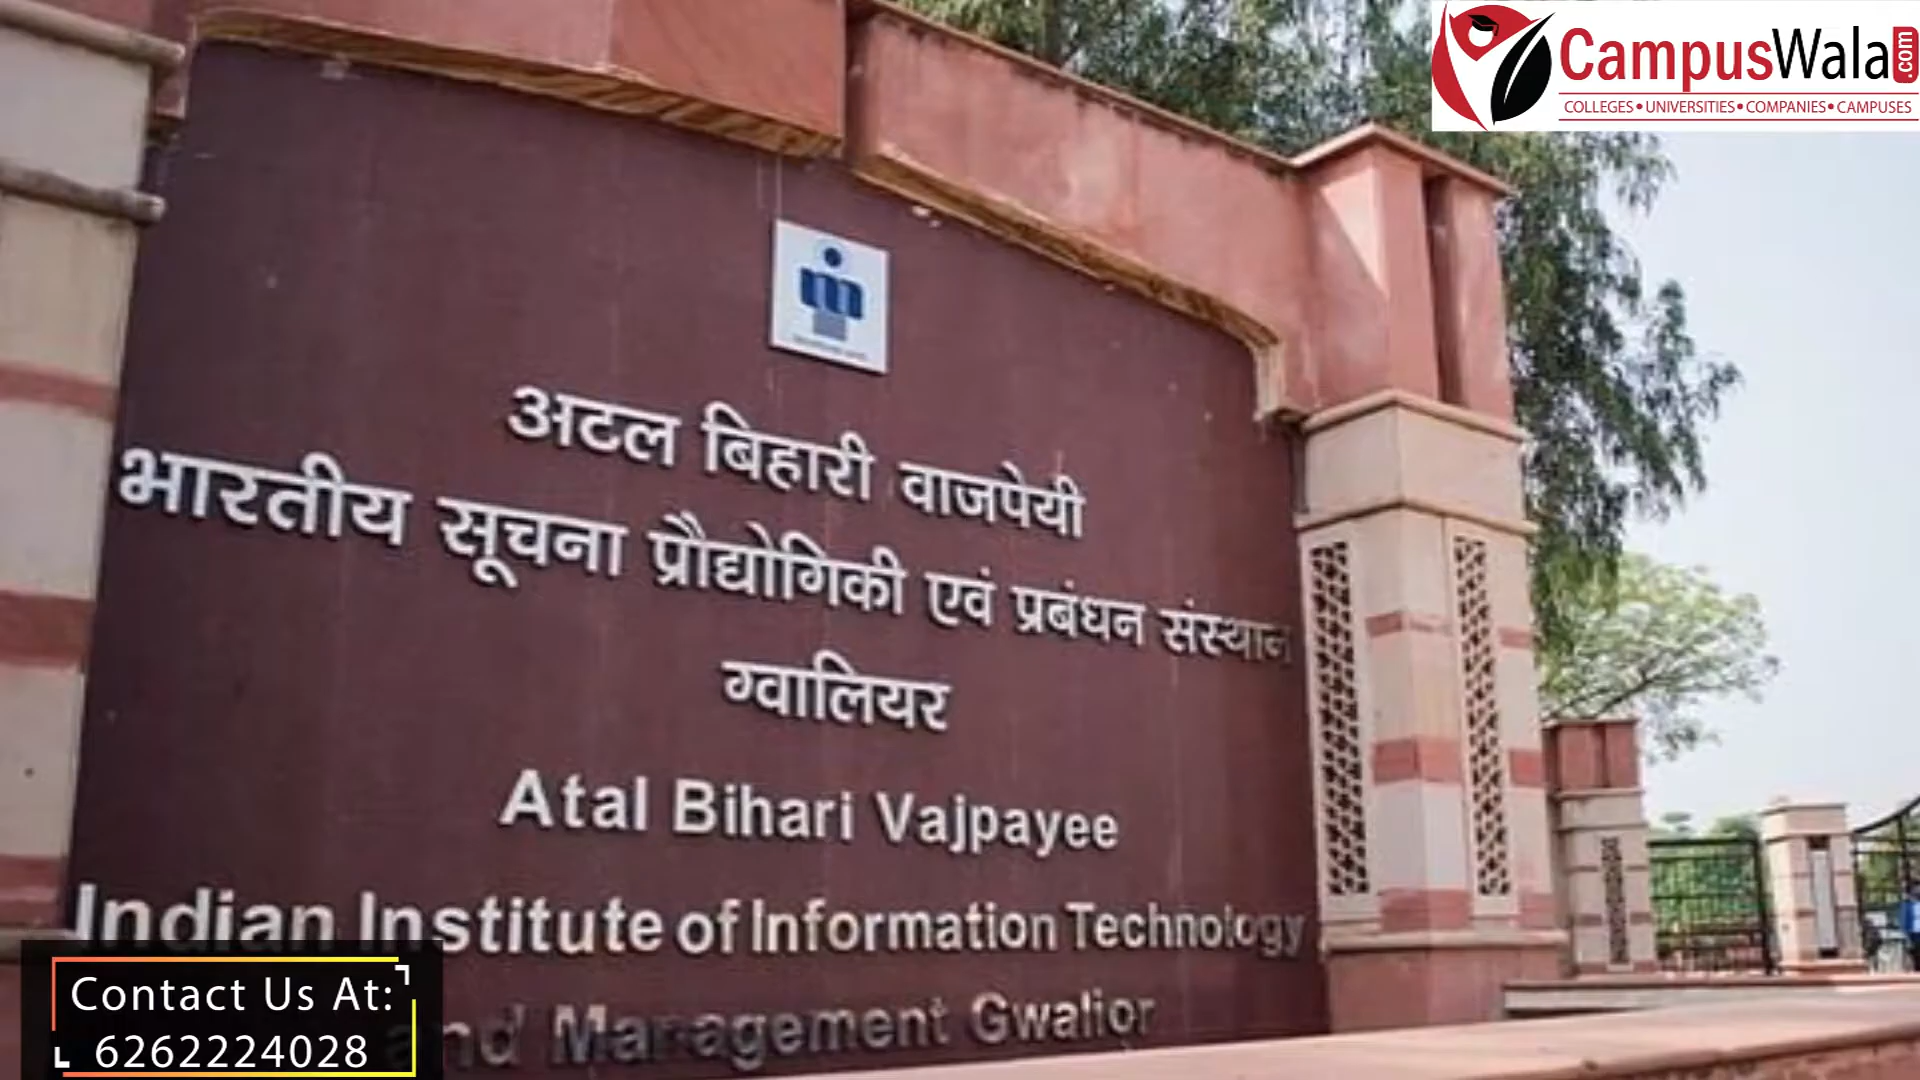 CampusWala.com
COLLEGES • UNIVERSITIES • COMPANIES • CAMPUSES
अटल बिहारी वाजपेयी
भारतीय सूचना प्रौद्योगिकी एवं प्रबंधन संस्थान
ग्वालियर
Atal Bihari Vajpayee
Indian Institute of Information Technology
and Management Gwalior
Contact Us At:
6262224028